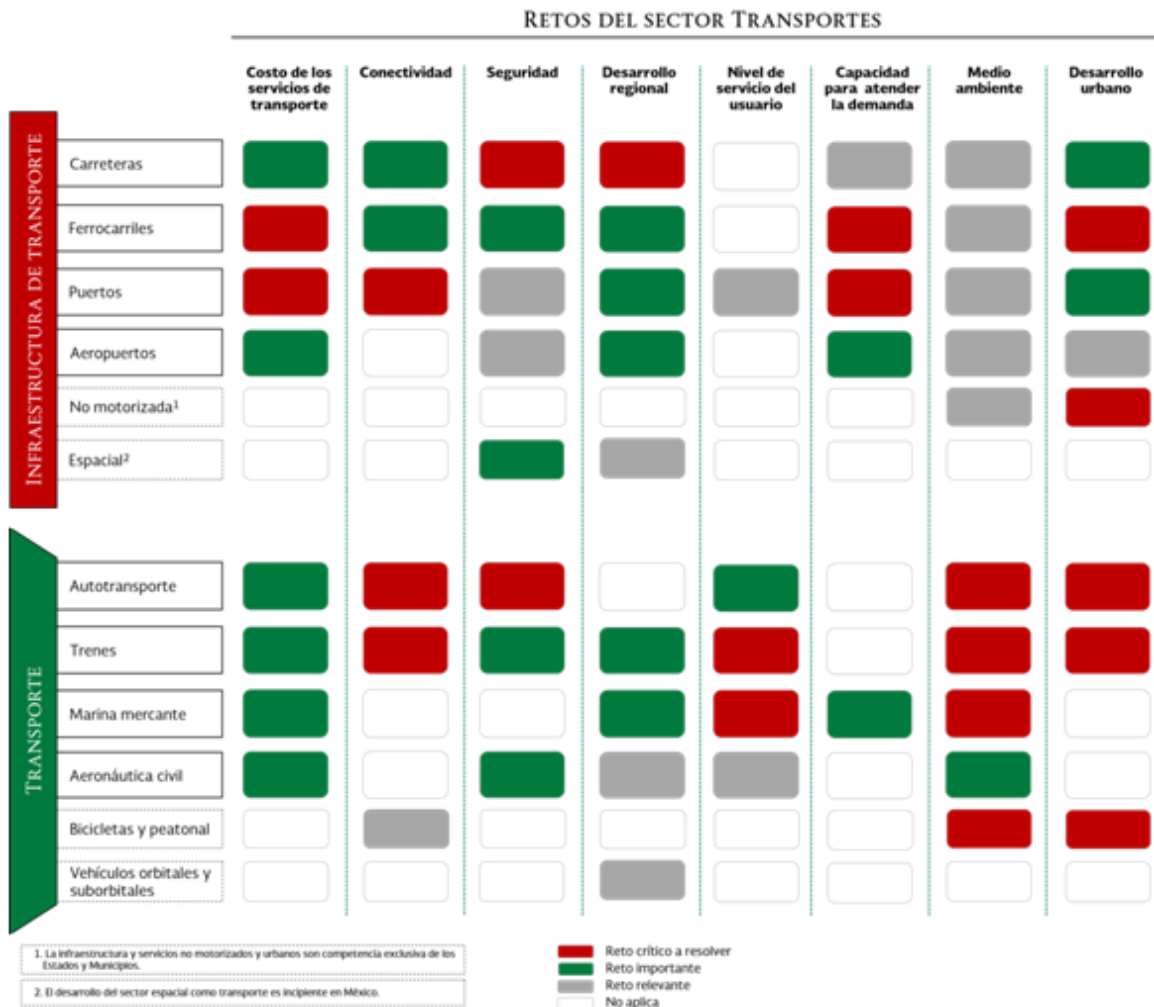 RETOS DEL SECTOR TRANSPORTES
Costo de los
servicios de
transporte
Conectividad
Seguridad
Desarrollo
regional
Nivel de
servicio del
usuario
Capacidad
para atender
la demanda
Medio
ambiente
Desarrollo
urbano
INFRAESTRUCTURA DE TRANSPORTE
Carreteras
Ferrocarriles
Puertos
Aeropuertos
No motorizada¹
Espacial²
TRANSPORTE
Autotransporte
Trenes
Marina mercante
Aeronáutica civil
Bicicletas y peatonal
Vehículos orbitales y
suborbitales
1. La infraestructura y servicios no motorizados y urbanos son competencia exclusiva de los
Estados y Municipios.
2. El desarrollo del sector espacial como transporte es incipiente en México.
Reto crítico a resolver
Reto importante
Reto relevante
No aplica